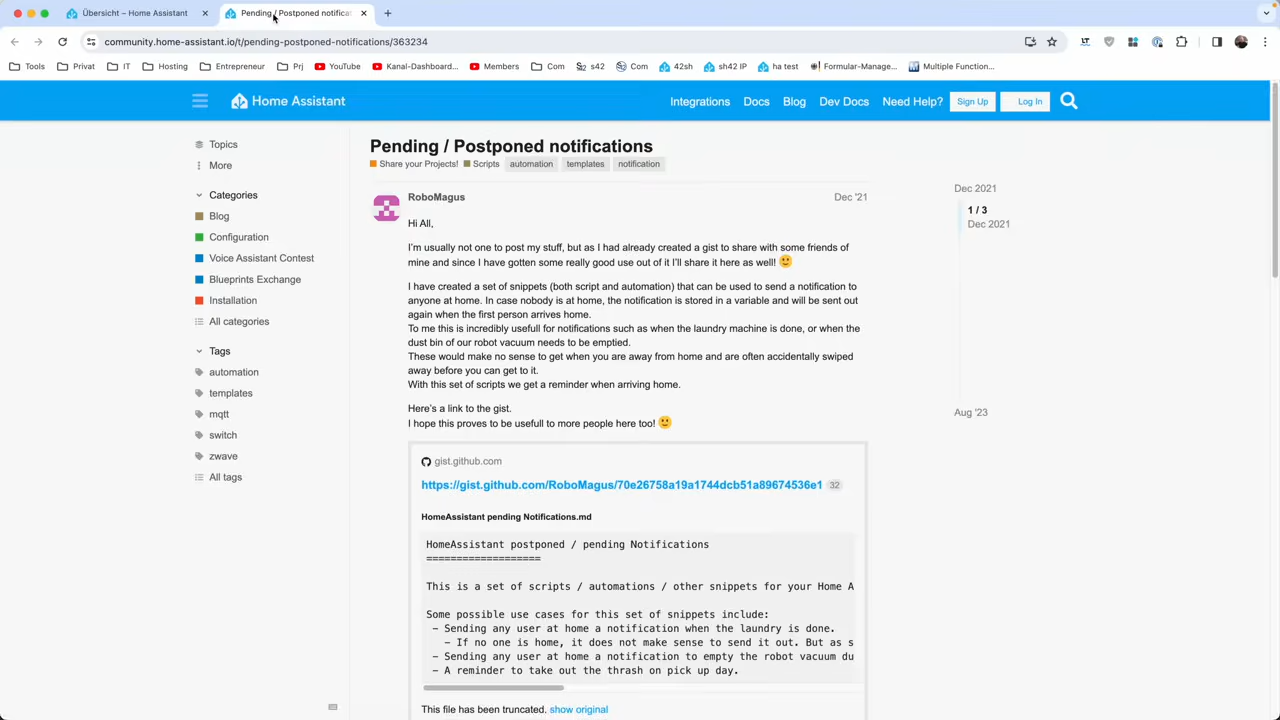 Übersicht – Home Assistant
Pending / Postponed notificat
community.home-assistant.io/t/pending-postponed-notifications/363234
Tools
Privat
IT
Hosting
Entrepreneur
Prj
YouTube
Kanal-Dashboard...
Members
Com
s42
Com
42sh
sh42 IP
ha test
Formular-Manage...
Multiple Function...
Home Assistant
Integrations
Docs
Blog
Dev Docs
Need Help?
Sign Up
Log In
Topics
More
Categories
Blog
Configuration
Voice Assistant Contest
Blueprints Exchange
Installation
All categories
Tags
automation
templates
mqtt
switch
zwave
All tags
Pending / Postponed notifications
Share your Projects! Scripts automation templates notification
RoboMagus Dec '21
Hi All,
I'm usually not one to post my stuff, but as I had already created a gist to share with some friends of
mine and since I have gotten some really good use out of it I'll share it here as well!
I have created a set of snippets (both script and automation) that can be used to send a notification to
anyone at home. In case nobody is at home, the notification is stored in a variable and will be sent out
again when the first person arrives home.
To me this is incredibly usefull for notifications such as when the laundry machine is done, or when the
dust bin of our robot vacuum needs to be emptied.
These would make no sense to get when you are away from home and are often accidentally swiped
away before you can get to it.
With this set of scripts we get a reminder when arriving home.
Here's a link to the gist.
I hope this proves to be usefull to more people here too!
gist.github.com
https://gist.github.com/RoboMagus/70e26758a19a1744dcb51a89674536e1 32
HomeAssistant pending Notifications.md
HomeAssistant postponed / pending Notifications
===================
This is a set of scripts / automations / other snippets for your Home A
Some possible use cases for this set of snippets include:
- Sending any user at home a notification when the laundry is done.
- If no one is home, it does not make sense to send it out. But as s
- Sending any user at home a notification to empty the robot vacuum du
- A reminder to take out the thrash on pick up day.
This file has been truncated. show original
Dec 2021
1 / 3
Dec 2021
Aug '23